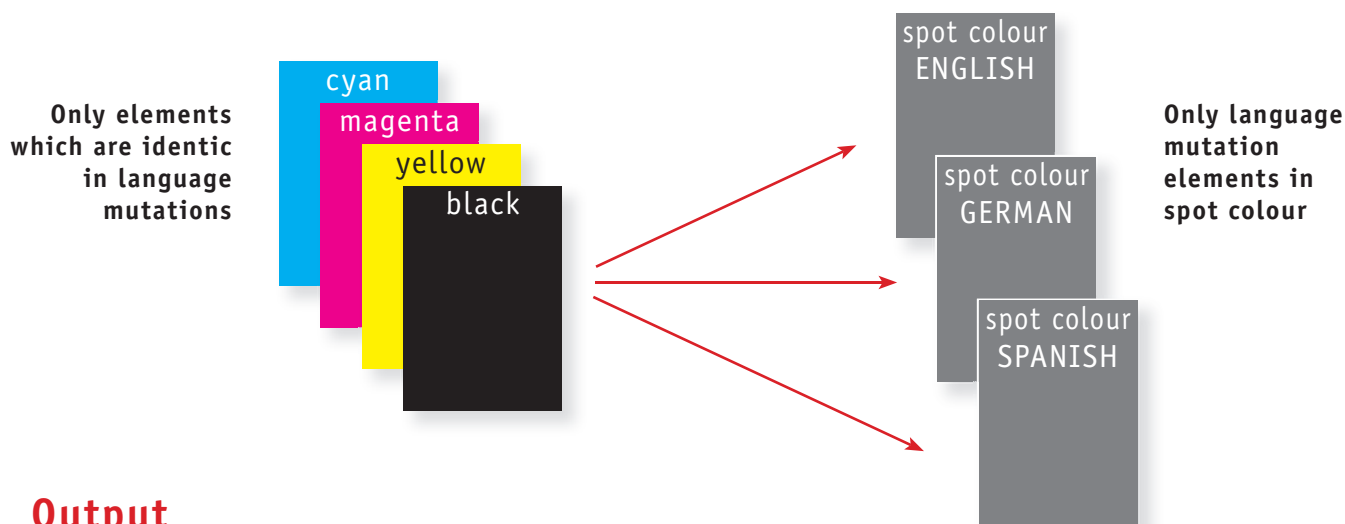 Only elements
which are identic
in language
mutations
cyan
magenta
yellow
black
spot colour
ENGLISH
spot colour
GERMAN
spot colour
SPANISH
Only language
mutation
elements in
spot colour
Output